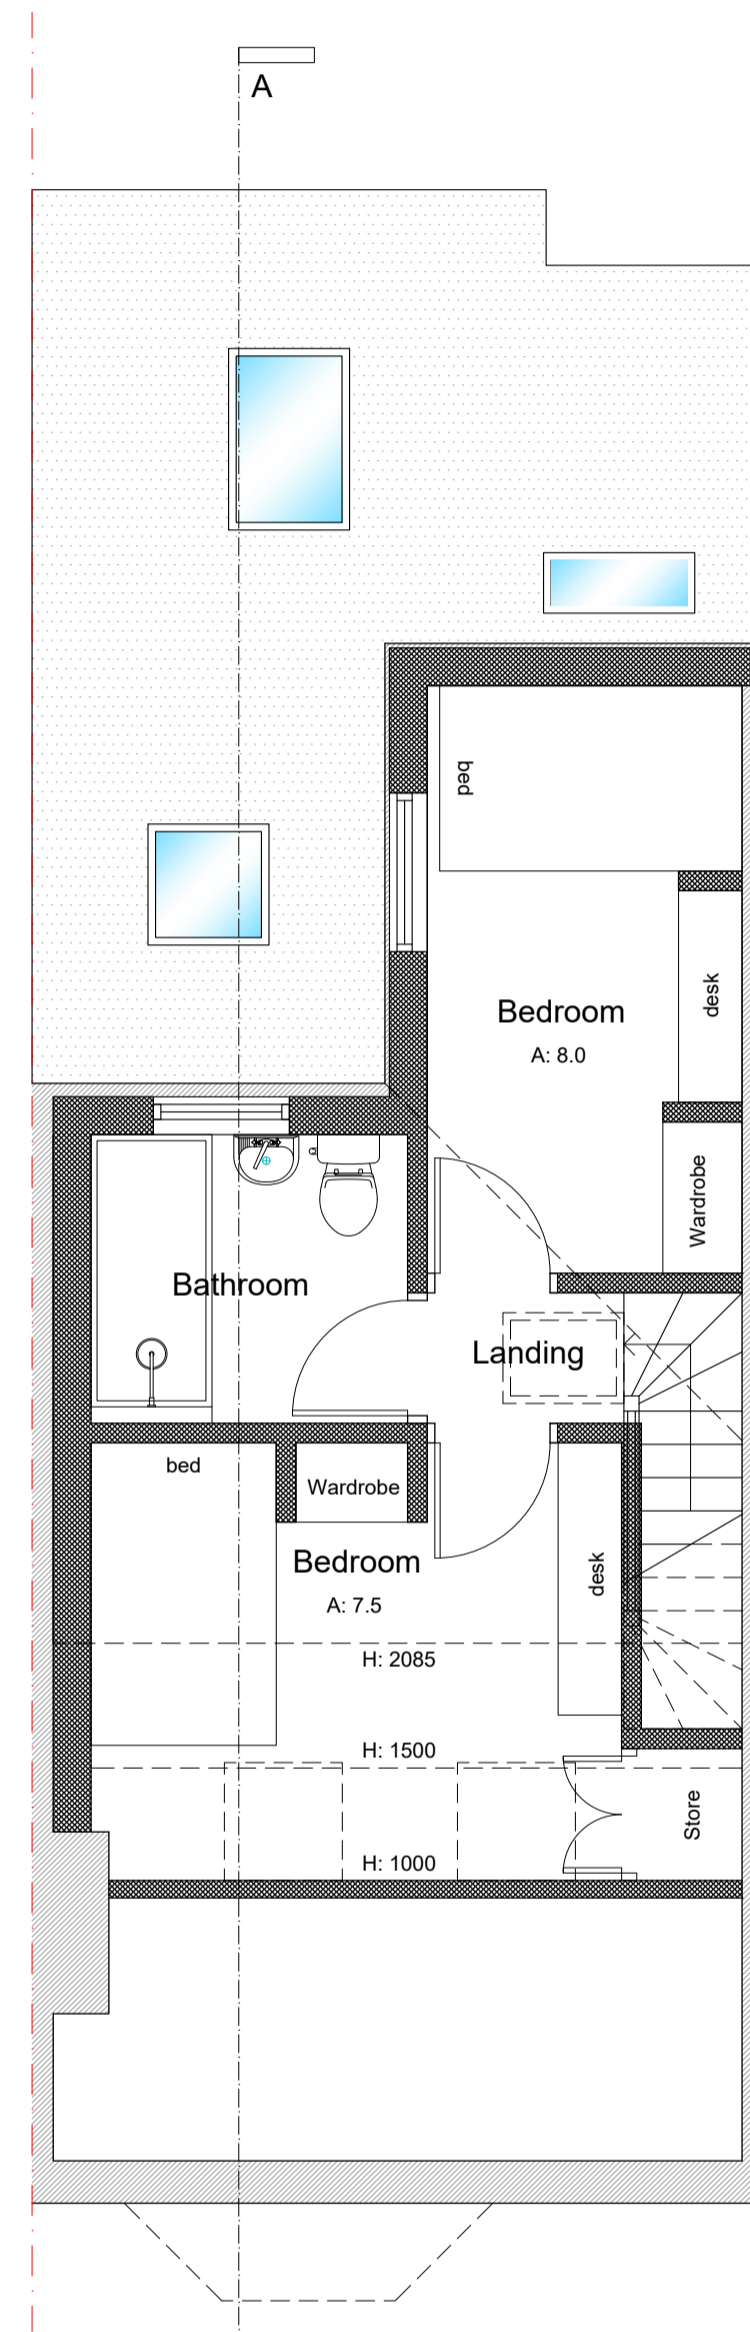 A
bed
desk
Bedroom
A: 8.0
Wardrobe
Bathroom
Landing
bed
Wardrobe
Bedroom
A: 7.5
desk
H: 2085
H: 1500
Store
H: 1000